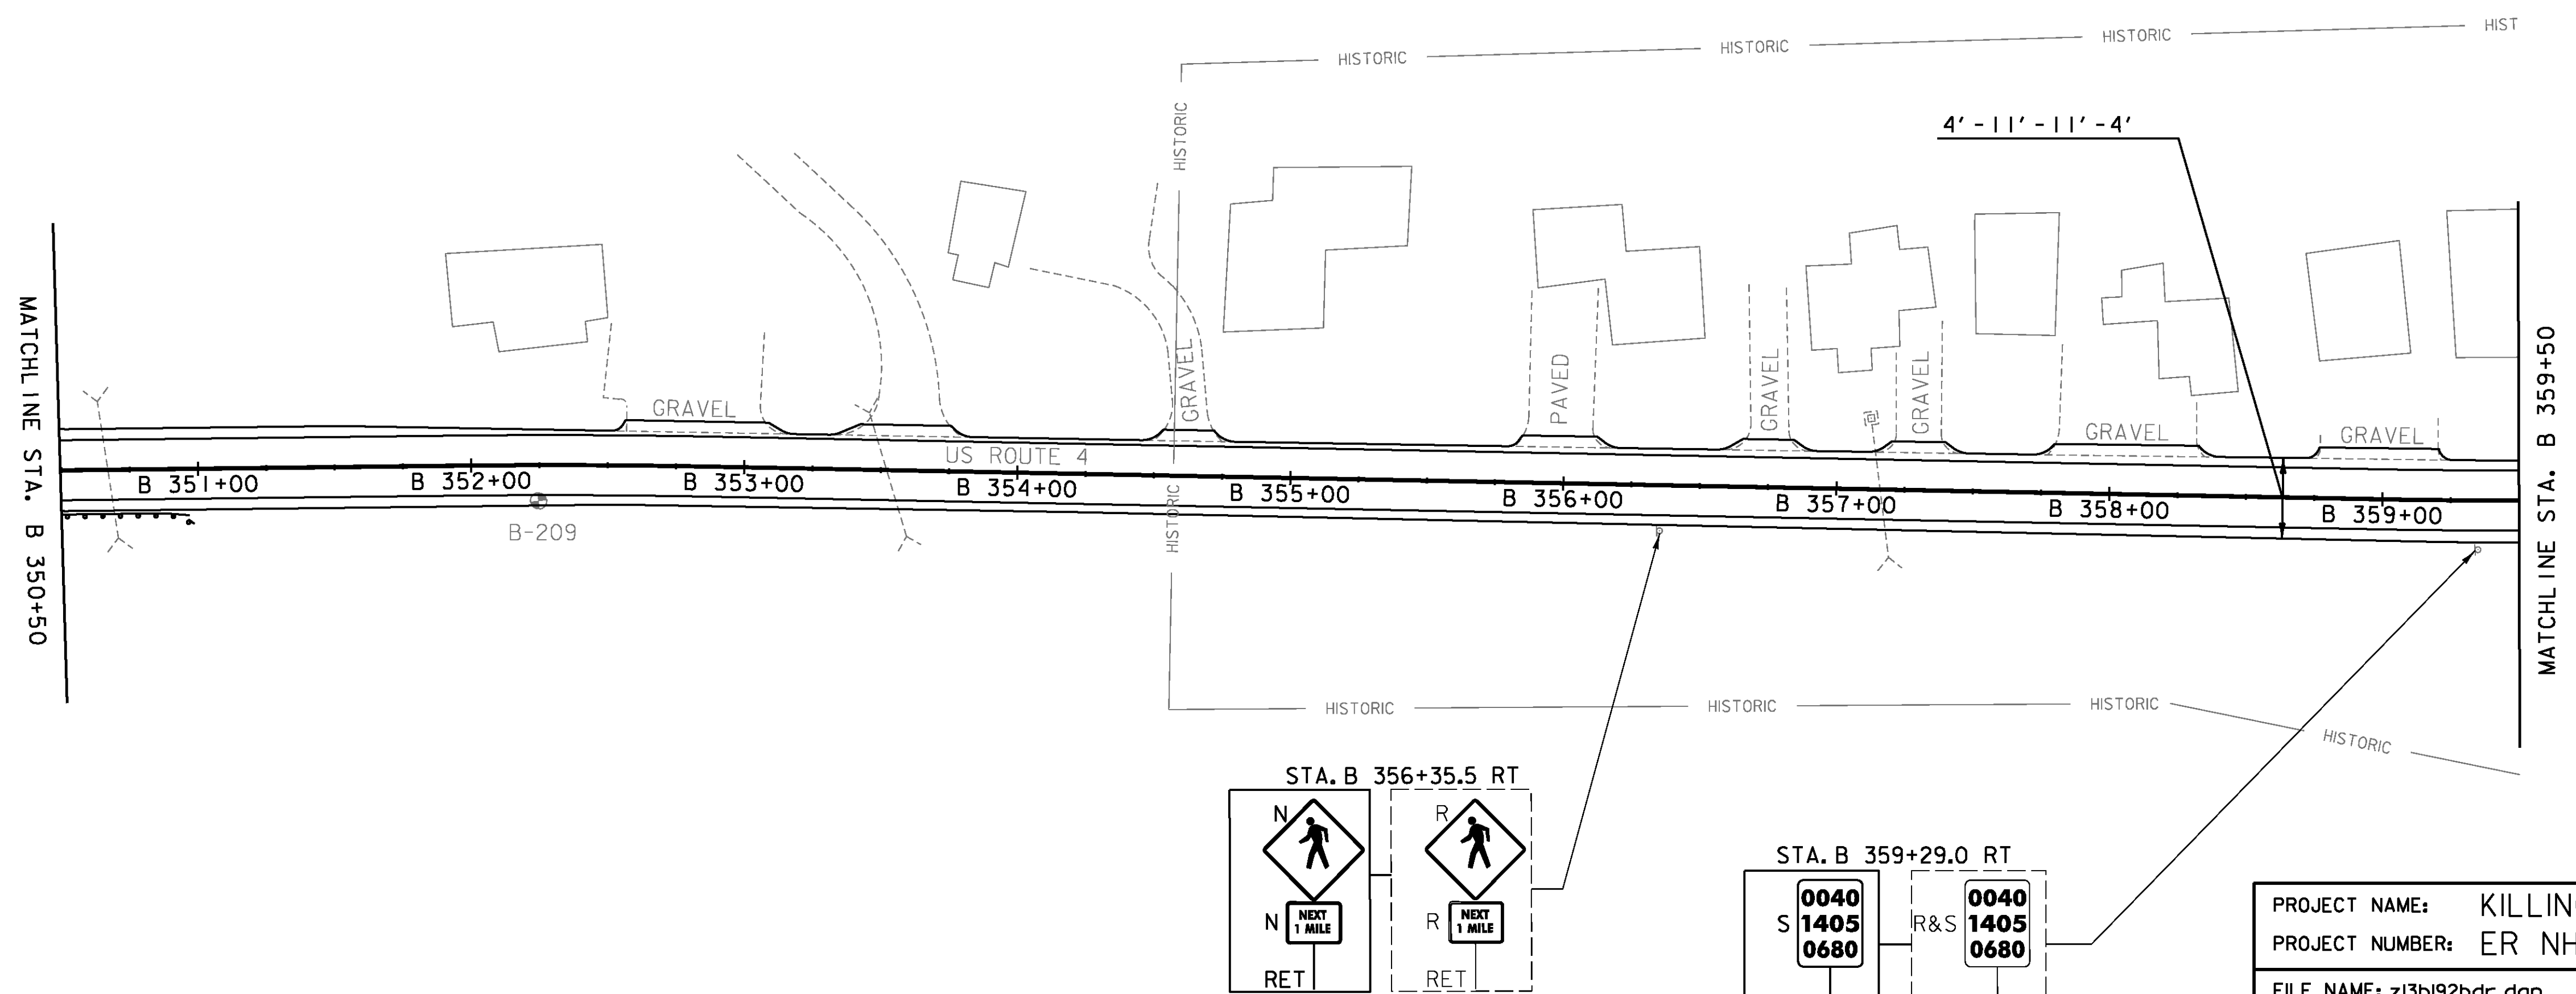 HISTORIC
HISTORIC
HISTORIC
HIST
HISTORIC
4'-11'-11'-4'
MATCHLINE STA. B 350+50
MATCHLINE STA. B 359+50
GRAVEL
GRAVEL
PAVED
GRAVEL
GRAVEL
GRAVEL
GRAVEL
US ROUTE 4
B 351+00
B 352+00
B 353+00
B 354+00
B 355+00
B 356+00
B 357+00
B 358+00
B 359+00
B-209
HISTORIC
HISTORIC
HISTORIC
HISTORIC
HISTORIC
STA. B 356+35.5 RT
N
R
N
NEXT
1 MILE
R
NEXT
1 MILE
RET
RET
STA. B 359+29.0 RT
S
0040
1405
0680
R&S
0040
1405
0680
PROJECT NAME: KILLIN
PROJECT NUMBER: ER NH
FILE NAME: z13b192bdr.dgn